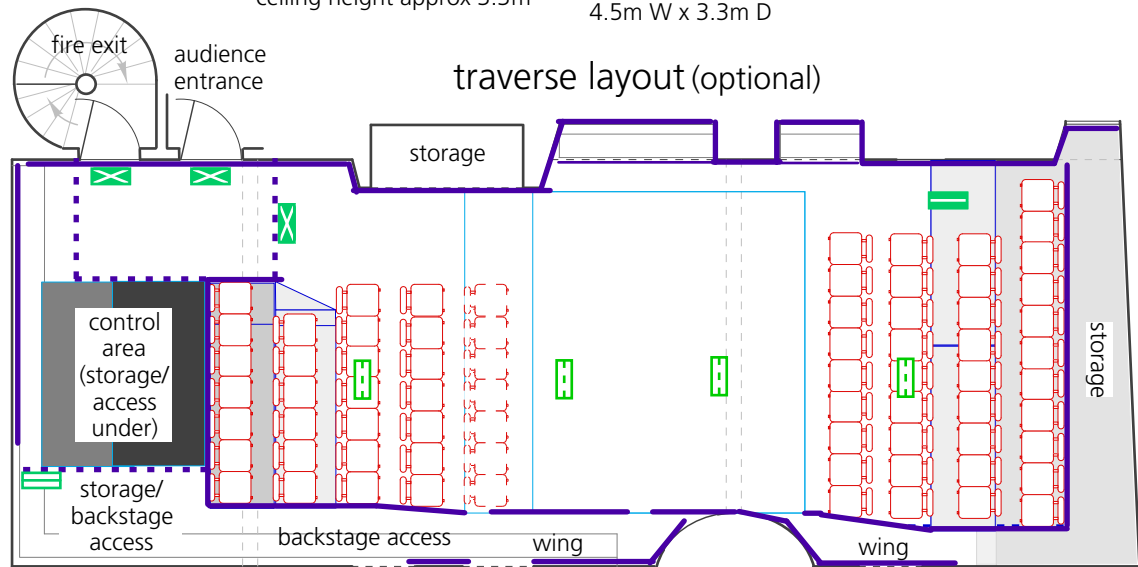 4.5m W x 3.3m D
fire exit
audience
entrance
traverse layout (optional)
storage
control
area
(storage/
access
under)
storage
storage/
backstage
access
backstage access
wing
wing